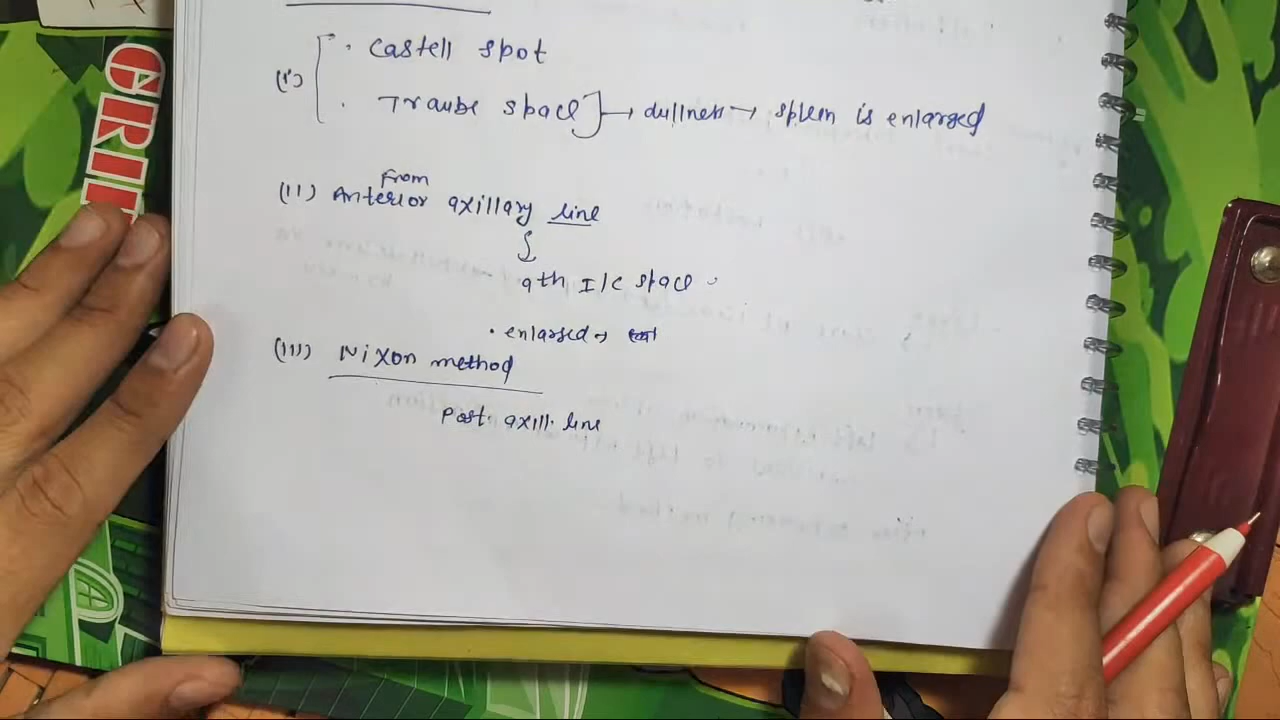 (i)
• Castell spot
• Traube space] → dullness → spleen is enlarged
(II) From Anterior axillary line
9th I/C space
• enlarged →
(III) Nixon method
Post. axill. line
CRI